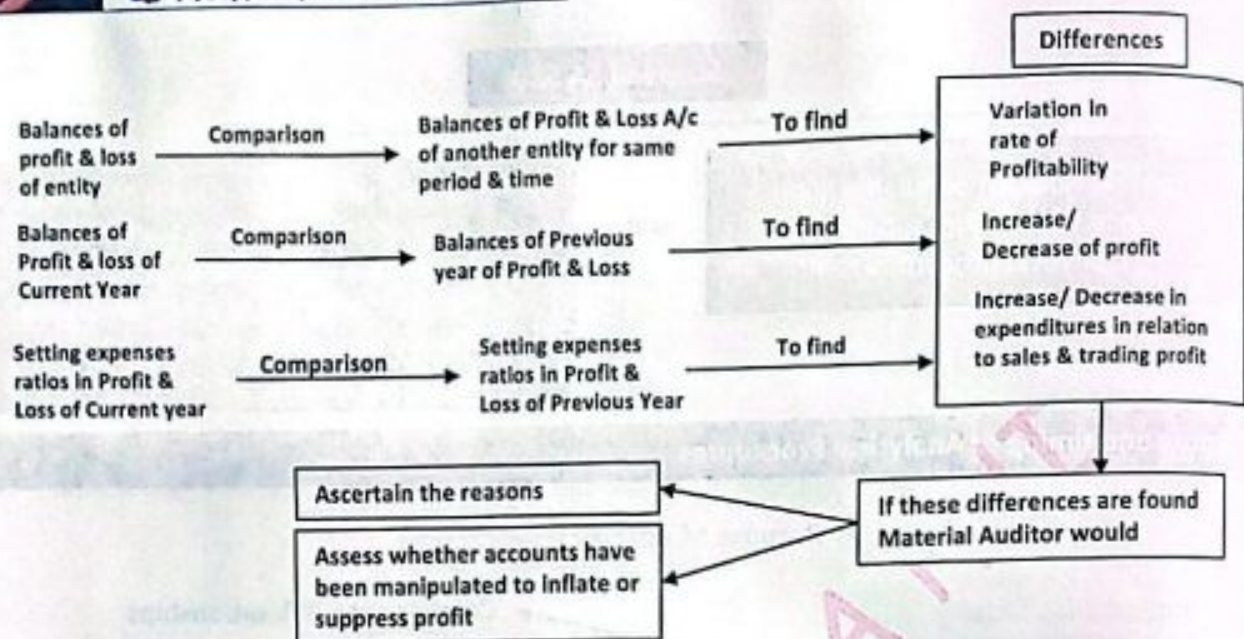 Differences
Balances of
profit & loss
of entity
Comparison
Balances of Profit & Loss A/c
of another entity for same
period & time
To find
Variation in
rate of
Profitability
Balances of
Profit & loss of
Current Year
Comparison
Balances of Previous
year of Profit & Loss
To find
Increase/
Decrease of profit
Setting expenses
ratios in Profit &
Loss of Current year
Comparison
Setting expenses
ratios in Profit &
Loss of Previous Year
To find
Increase/ Decrease in
expenditures in relation
to sales & trading profit
If these differences are found
Material Auditor would
Ascertain the reasons
Assess whether accounts have
been manipulated to inflate or
suppress profit